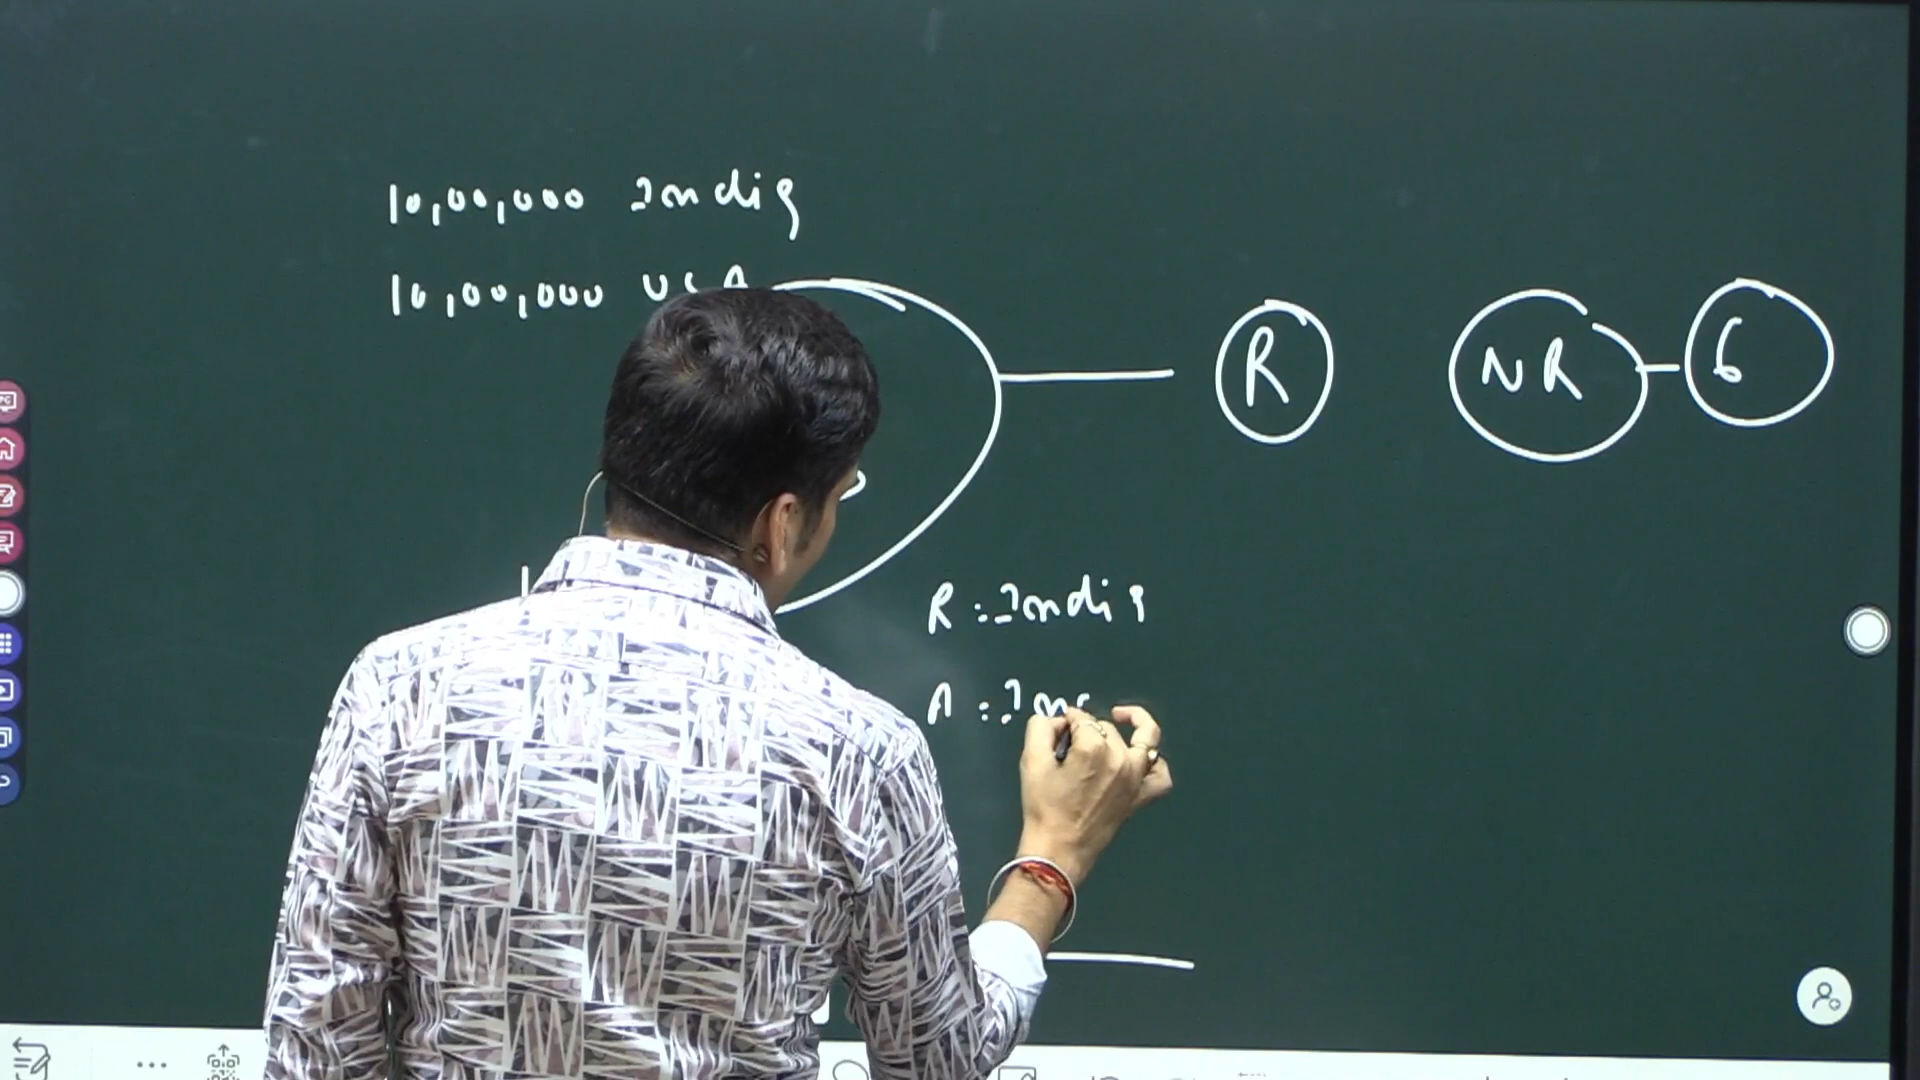 10,00,000 India
10,00,000 USA
R NR - 6
R : India
A :